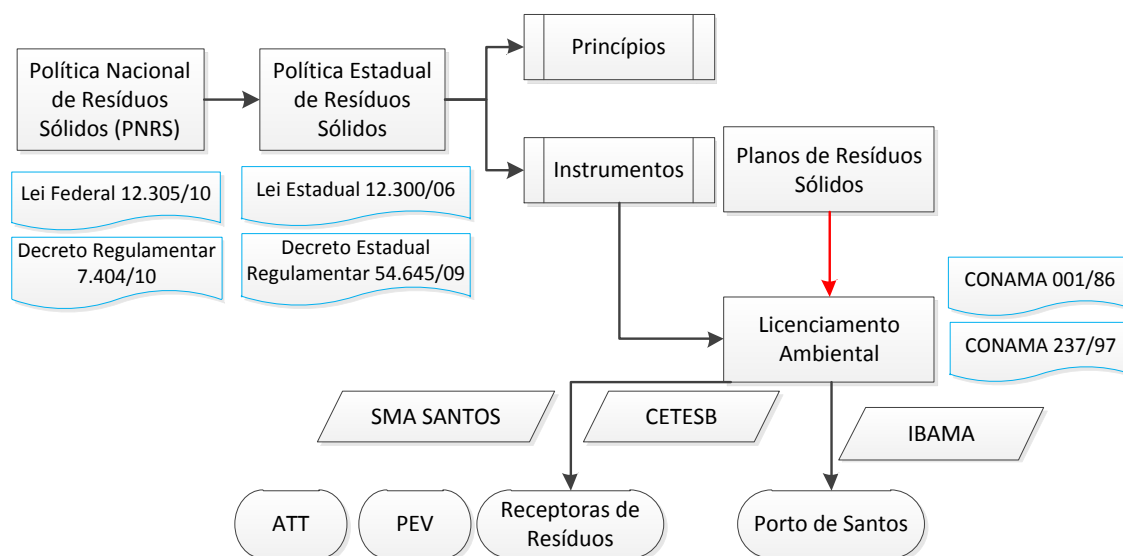 Política Nacional
de Resíduos
Sólidos (PNRS)
Política Estadual
de Resíduos
Sólidos
Princípios
Instrumentos
Planos de Resíduos
Sólidos
Lei Federal 12.305/10
Decreto Regulamentar
7.404/10
Lei Estadual 12.300/06
Decreto Estadual
Regulamentar 54.645/09
Licenciamento
Ambiental
CONAMA 001/86
CONAMA 237/97
SMA SANTOS
CETESB
IBAMA
ATT
PEV
Receptoras de
Resíduos
Porto de Santos